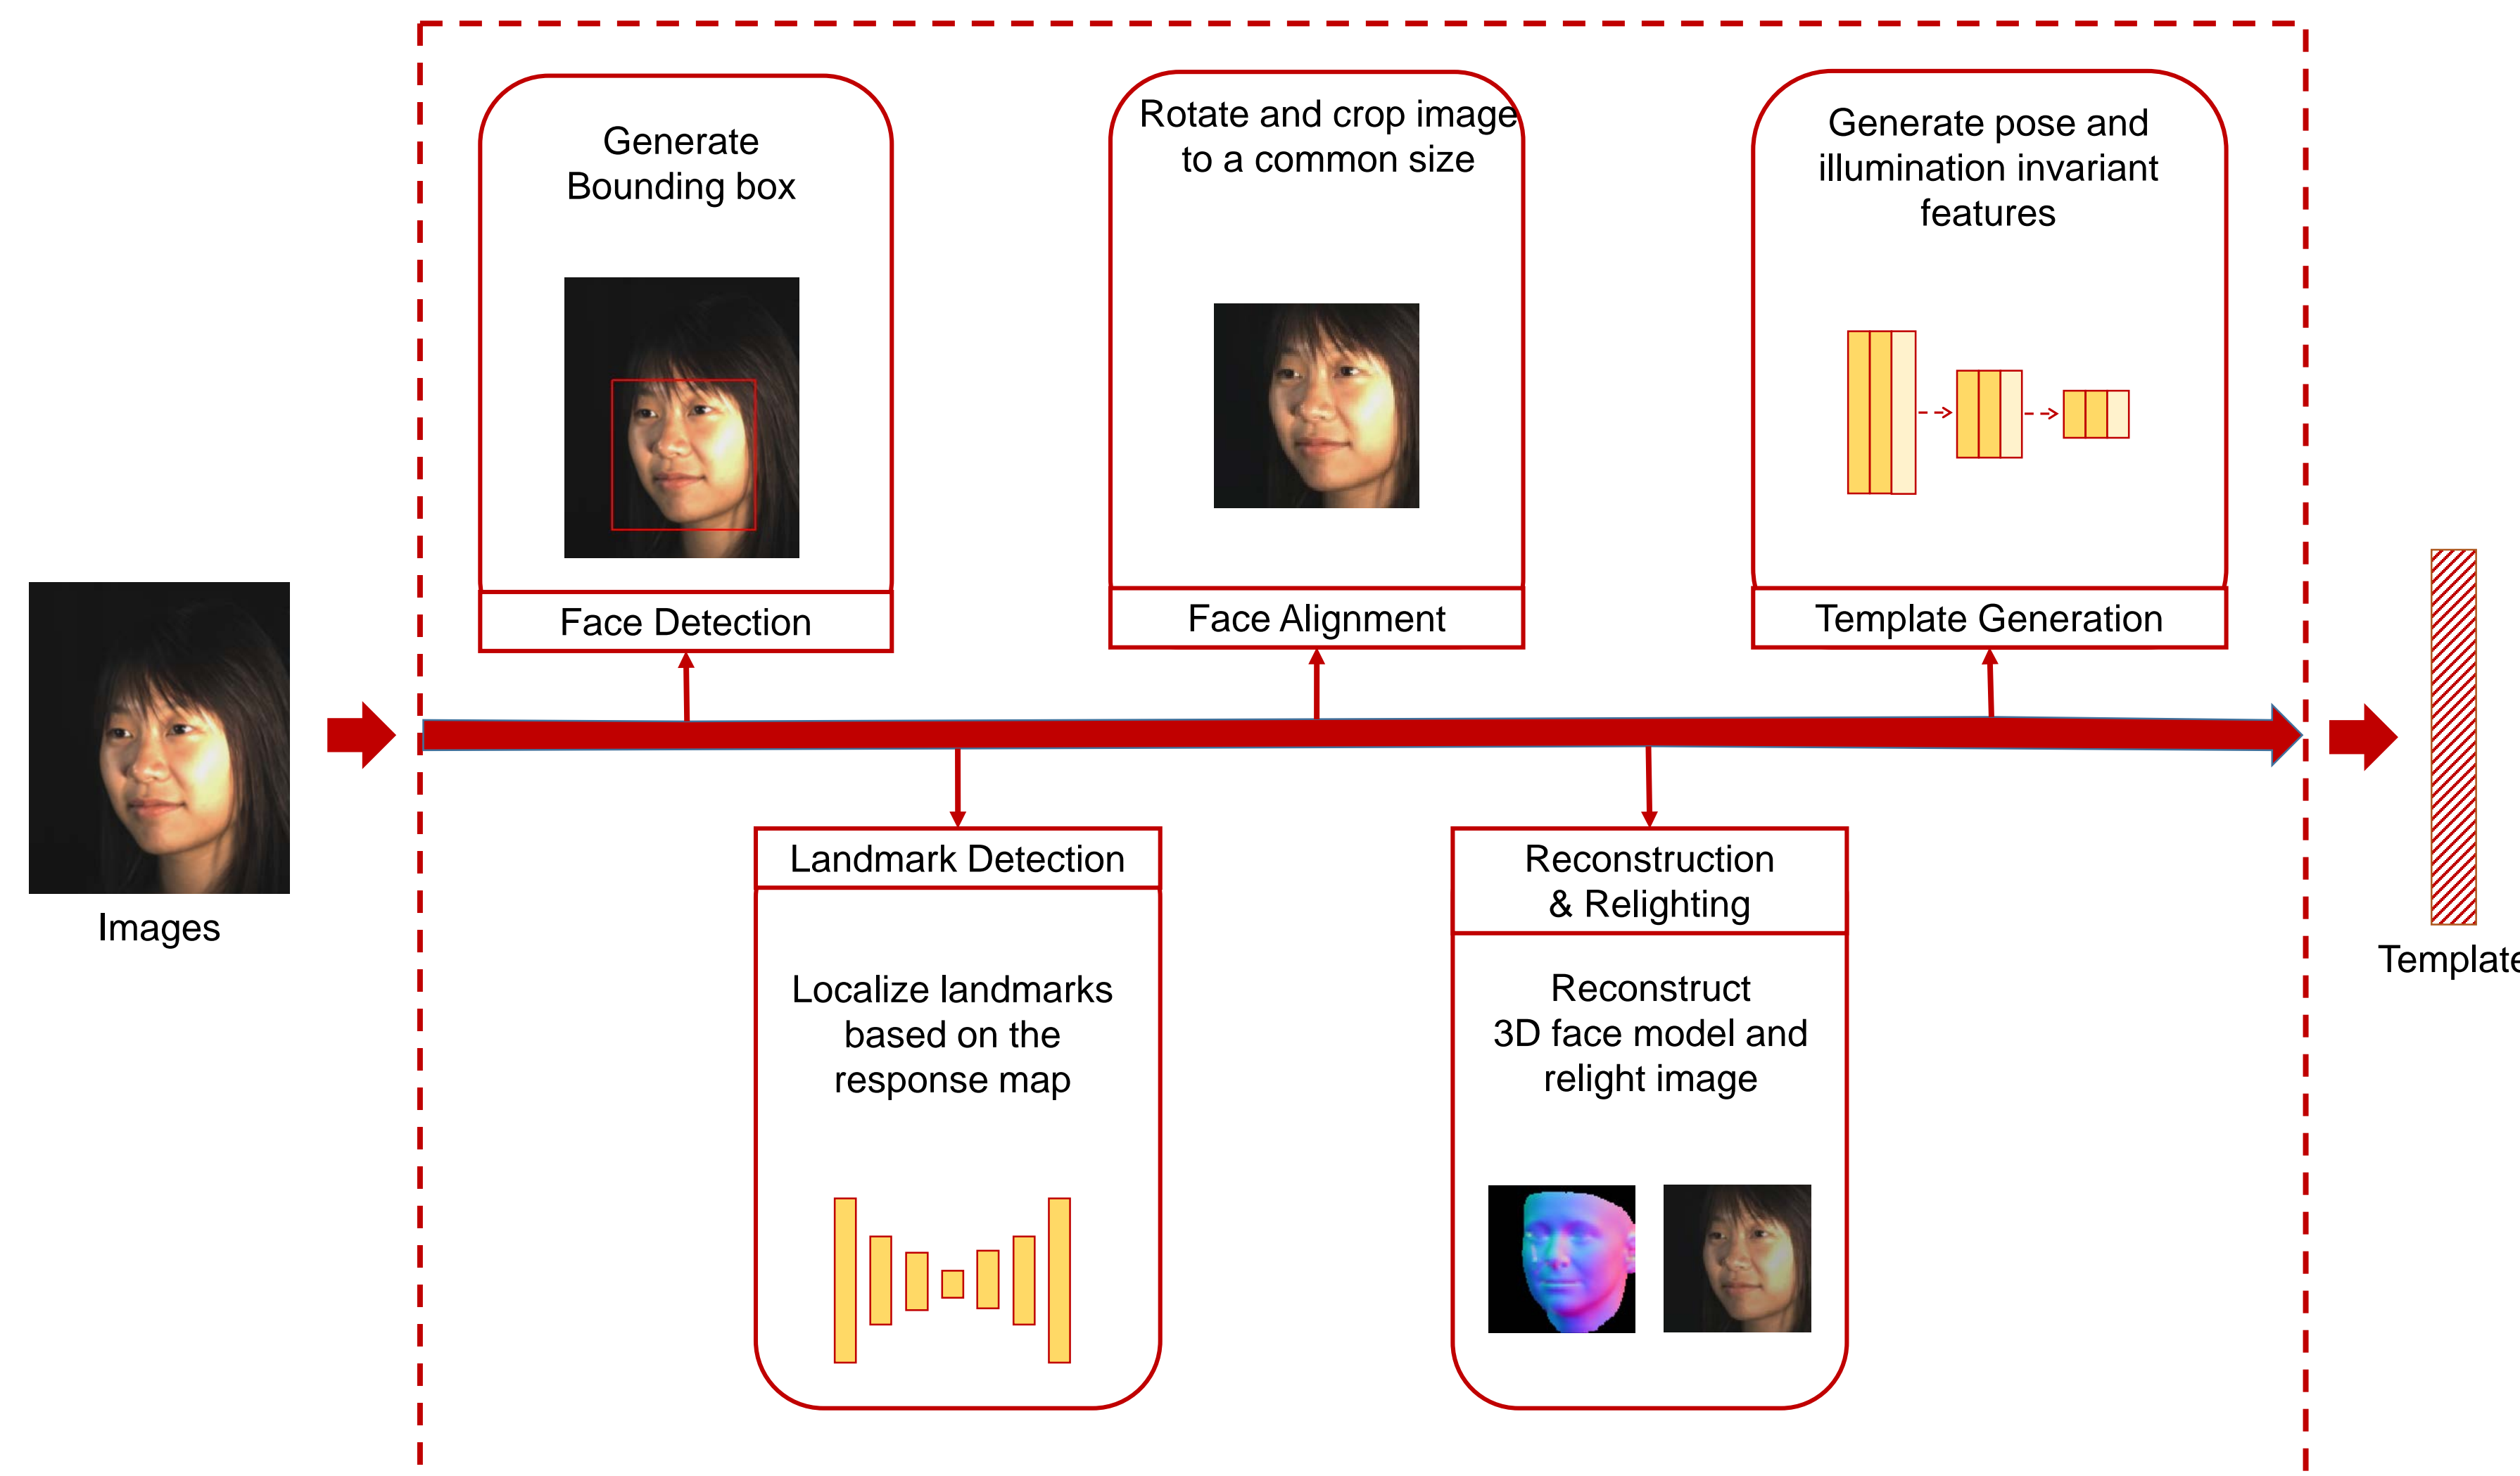 Generate
Bounding box
Face Detection
Rotate and crop image
to a common size
Face Alignment
Generate pose and
illumination invariant
features
Template Generation
Images
Landmark Detection
Localize landmarks
based on the
response map
Reconstruction
& Relighting
Reconstruct
3D face model and
relight image
Template